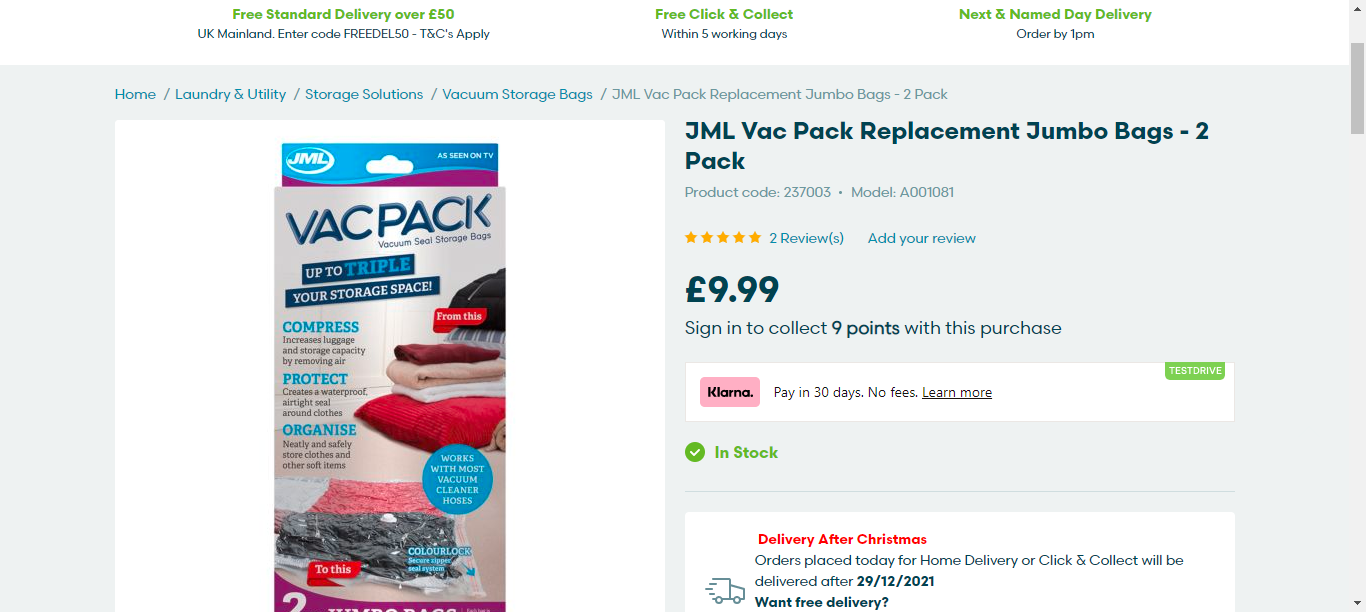 Free Standard Delivery over £50
UK Mainland. Enter code FREEDEL50 - T&C's Apply
Free Click & Collect
Within 5 working days
Next & Named Day Delivery
Order by 1pm
Home / Laundry & Utility / Storage Solutions / Vacuum Storage Bags / JML Vac Pack Replacement Jumbo Bags - 2 Pack
JML
AS SEEN ON TV
VACPACK
Vacuum Seal Storage Bags
UP TO TRIPLE
YOUR STORAGE SPACE!
From this
COMPRESS
Increases luggage
and storage capacity
by removing air
PROTECT
Creates a waterproof,
airtight seal
around clothes
ORGANISE
Neatly and safely
store clothes and
other soft items
WORKS
WITH MOST
VACUUM
CLEANER
HOSES
COLOURLOCK
Secure zipper
seal system
To this
2 JUMBO BAGS
JML Vac Pack Replacement Jumbo Bags - 2
Pack
Product code: 237003 • Model: A001081
2 Review(s) Add your review
£9.99
Sign in to collect 9 points with this purchase
TESTDRIVE
Klarna. Pay in 30 days. No fees. Learn more
In Stock
Delivery After Christmas
Orders placed today for Home Delivery or Click & Collect will be
delivered after 29/12/2021
Want free delivery?